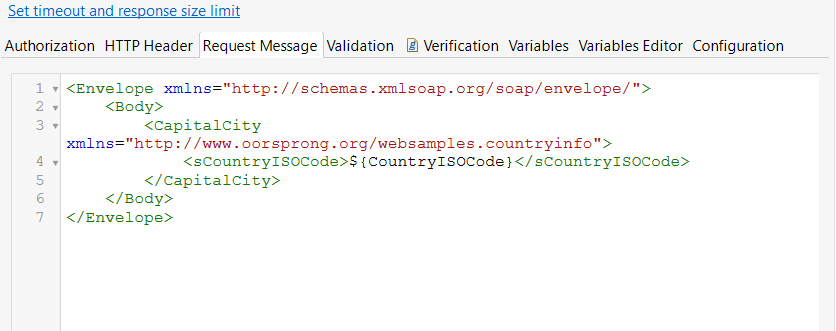 Set timeout and response size limit
Authorization HTTP Header Request Message Validation Verification Variables Variables Editor Configuration
1 <Envelope xmlns="http://schemas.xmlsoap.org/soap/envelope/">
2 <Body>
3 <CapitalCity
xmlns="http://www.oorsprong.org/websamples.countryinfo">
4 <sCountryISOCode>${CountryISOCode}</sCountryISOCode>
5 </CapitalCity>
6 </Body>
7 </Envelope>